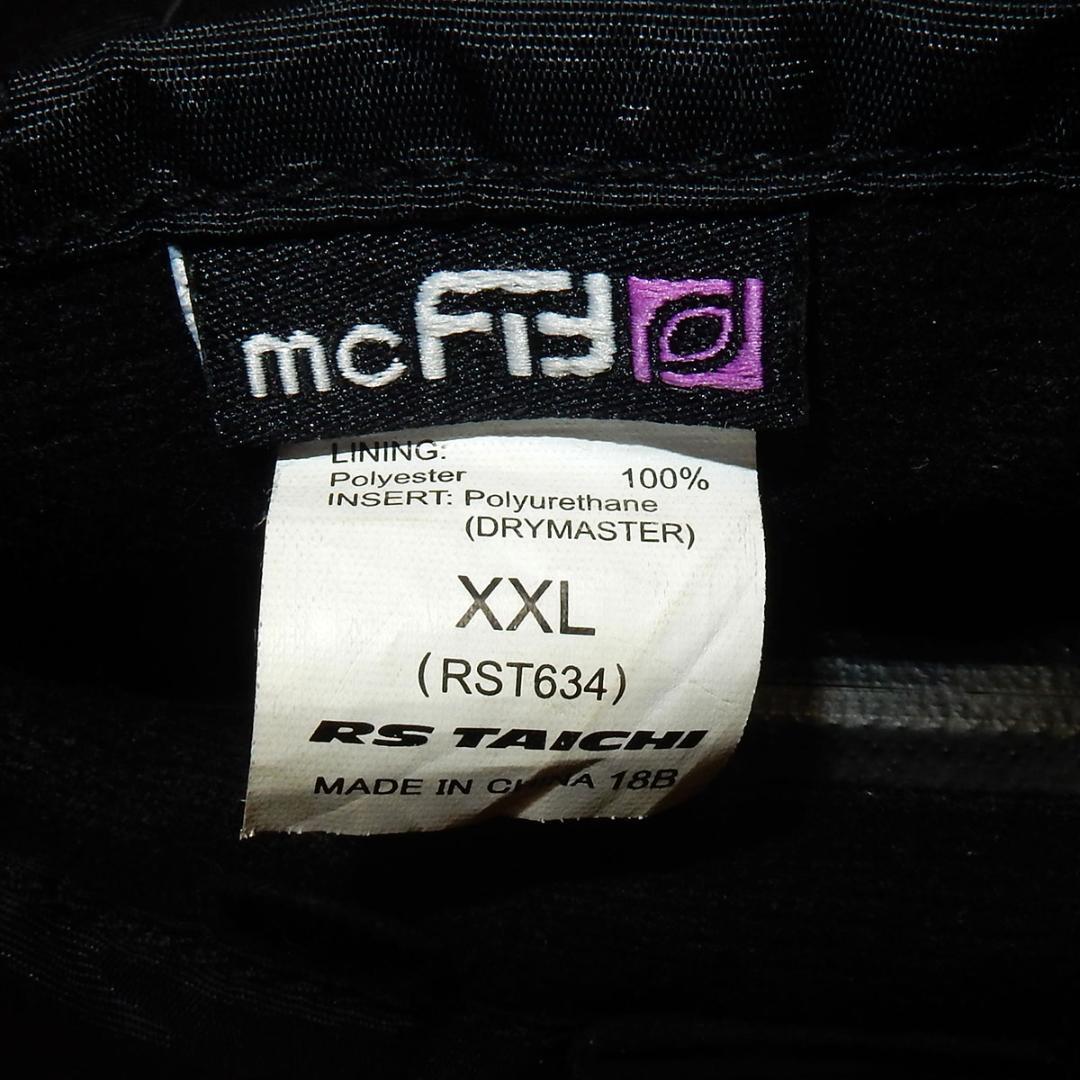 mcFit
LINING:
Polyester 100%
INSERT: Polyurethane
(DRYMASTER)
XXL
(RST634)
RS TAICHI
MADE IN CHINA 18B